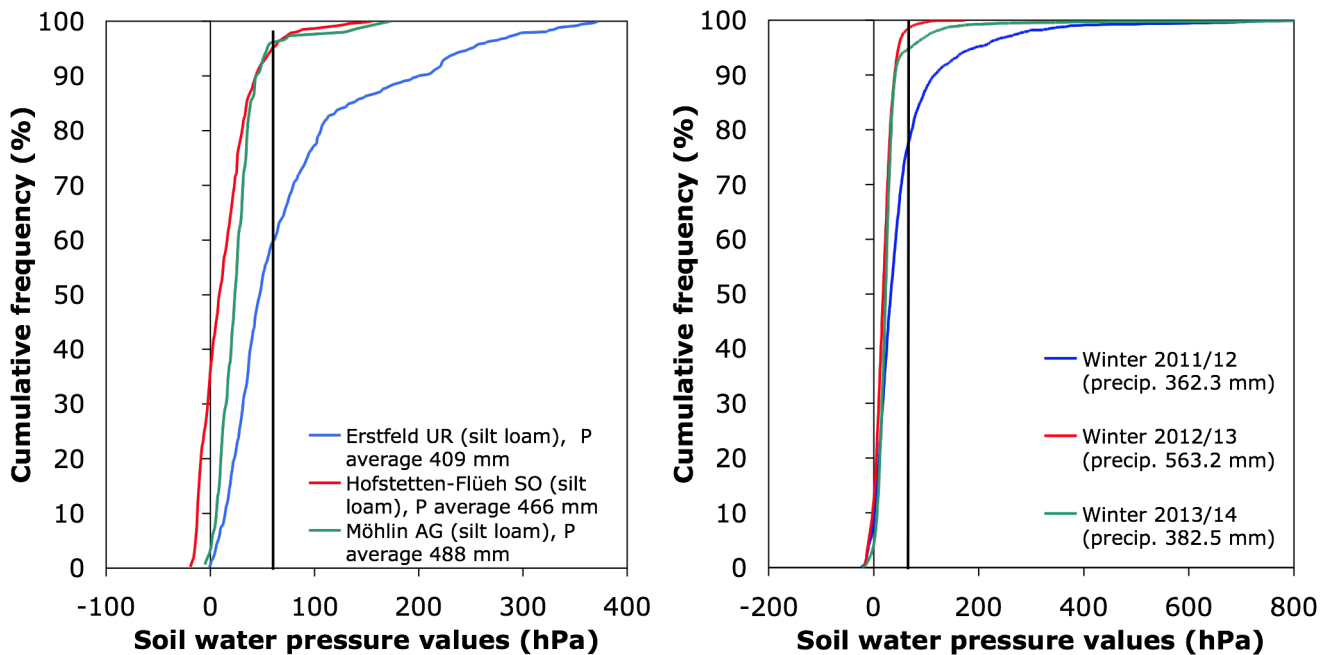 100
90
80
70
60
50
40
30
20
10
0
Cumulative frequency (%)
Erstfeld UR (silt loam),  P
average 409 mm
Hofstetten-Flüeh SO (silt
loam), P average 466 mm
Möhlin AG (silt loam), P
average 488 mm
-100 0 100 200 300 400
Soil water pressure values (hPa)
100
90
80
70
60
50
40
30
20
10
0
Cumulative frequency (%)
Winter 2011/12
(precip. 362.3 mm)
Winter 2012/13
(precip. 563.2 mm)
Winter 2013/14
(precip. 382.5 mm)
-200 0 200 400 600 800
Soil water pressure values (hPa)